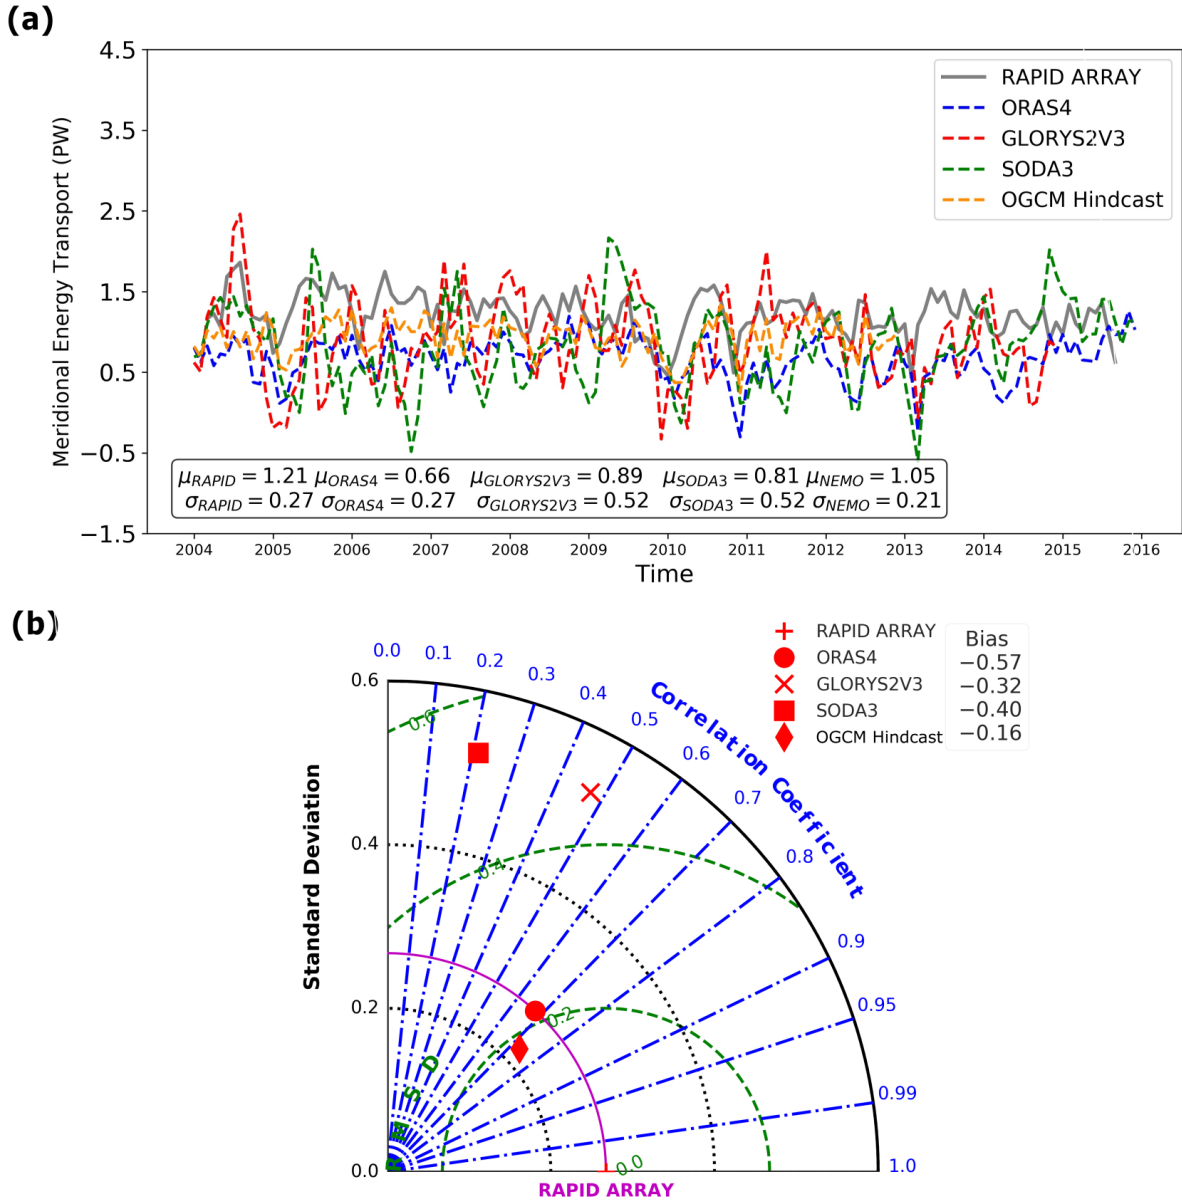 (a)
4.5
3.5
2.5
1.5
0.5
−0.5
−1.5
Meridional Energy Transport (PW)
RAPID ARRAY
ORAS4
GLORYS2V3
SODA3
OGCM Hindcast
μRAPID = 1.21 μORAS4 = 0.66 μGLORYS2V3 = 0.89 μSODA3 = 0.81 μNEMO = 1.05
σRAPID = 0.27 σORAS4 = 0.27 σGLORYS2V3 = 0.52 σSODA3 = 0.52 σNEMO = 0.21
2004 2005 2006 2007 2008 2009 2010 2011 2012 2013 2014 2015 2016
Time
(b)
RAPID ARRAY
ORAS4
GLORYS2V3
SODA3
OGCM Hindcast
Bias
−0.57
−0.32
−0.40
−0.16
0.0 0.1 0.2 0.3 0.4 0.5 0.6 0.7 0.8 0.9 0.95 0.99 1.0
Correlation Coefficient
Standard Deviation
0.6
0.4
0.2
0.0
0.6
0.4
0.2
0.0
RMSD
RAPID ARRAY